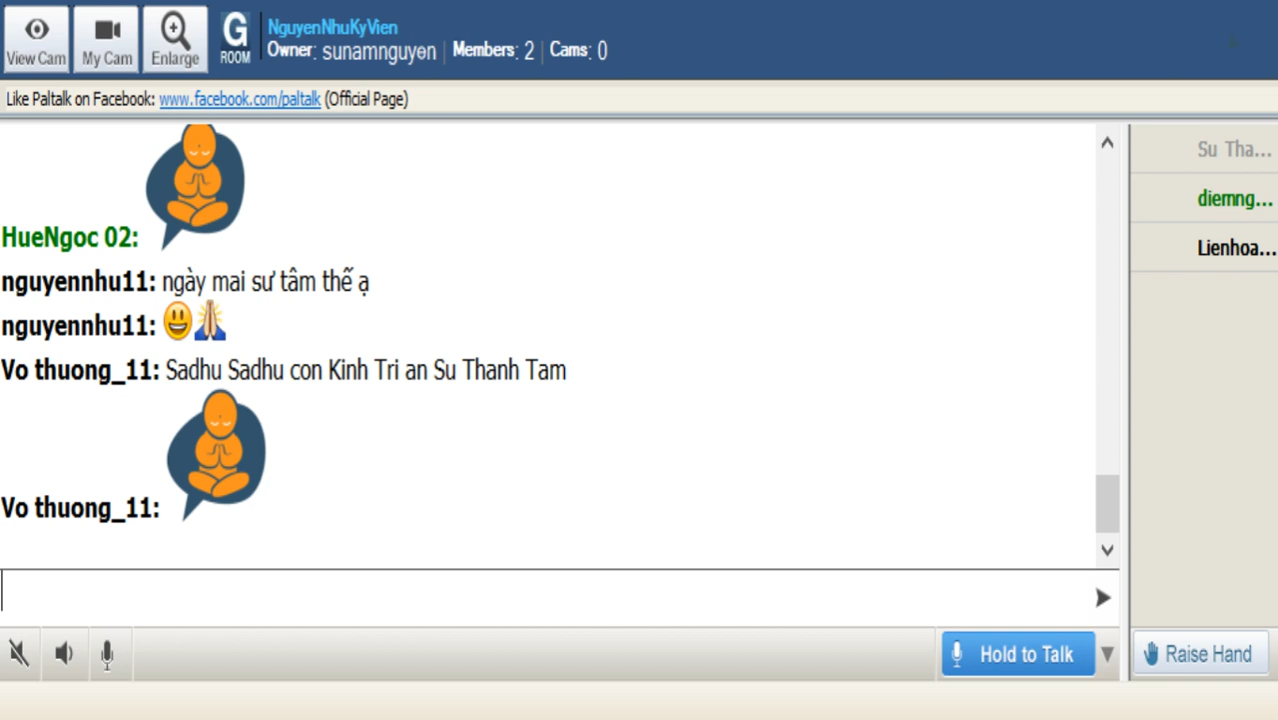 View Cam
My Cam
Enlarge
G
ROOM
NguyenNhuKyVien
Owner: sunamnguyen | Members: 2 | Cams: 0
Like Paltalk on Facebook: www.facebook.com/paltalk (Official Page)
HueNgoc 02:
nguyennhu11: ngày mai sư tâm thế ạ
nguyennhu11:
Vo thuong_11: Sadhu Sadhu con Kinh Tri an Su Thanh Tam
Vo thuong_11:
Su Tha...
diemng...
Lienhoa...
Hold to Talk
Raise Hand